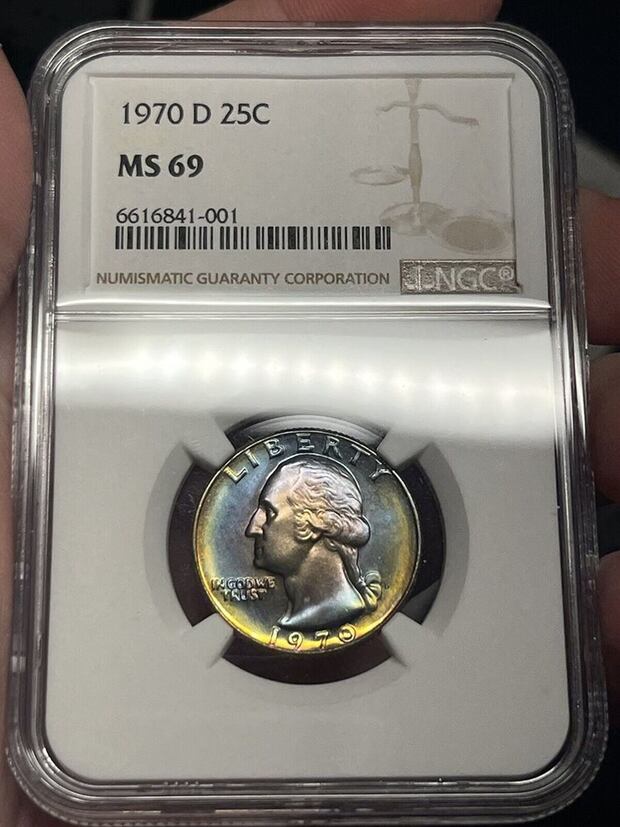 1970 D 25C
MS 69
6616841-001
NUMISMATIC GUARANTY CORPORATION
NGC®
LIBERTY
IN GOD WE
TRUST
1970